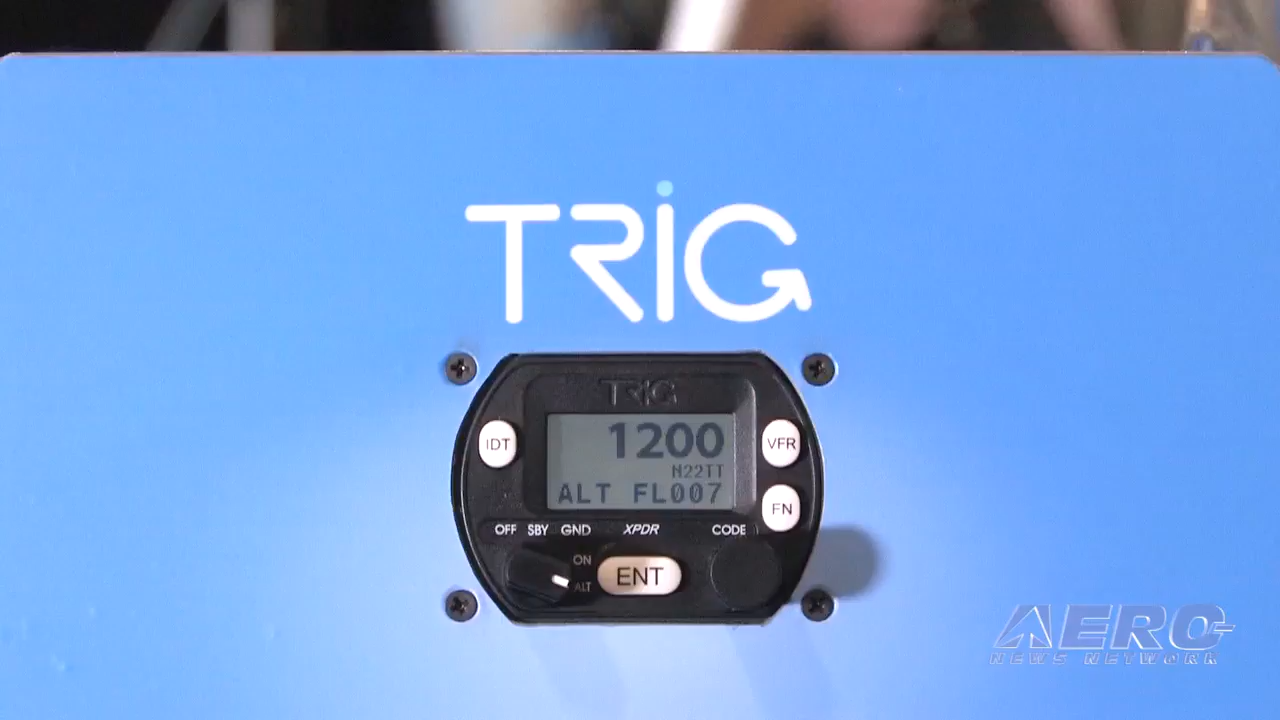 TRIG
TRIG
IDT
1200
VFR
N22TT
ALT FL007
FN
OFF SBY GND XPDR CODE
ON
ENT
ALT
AERO
NEWS NETWORK